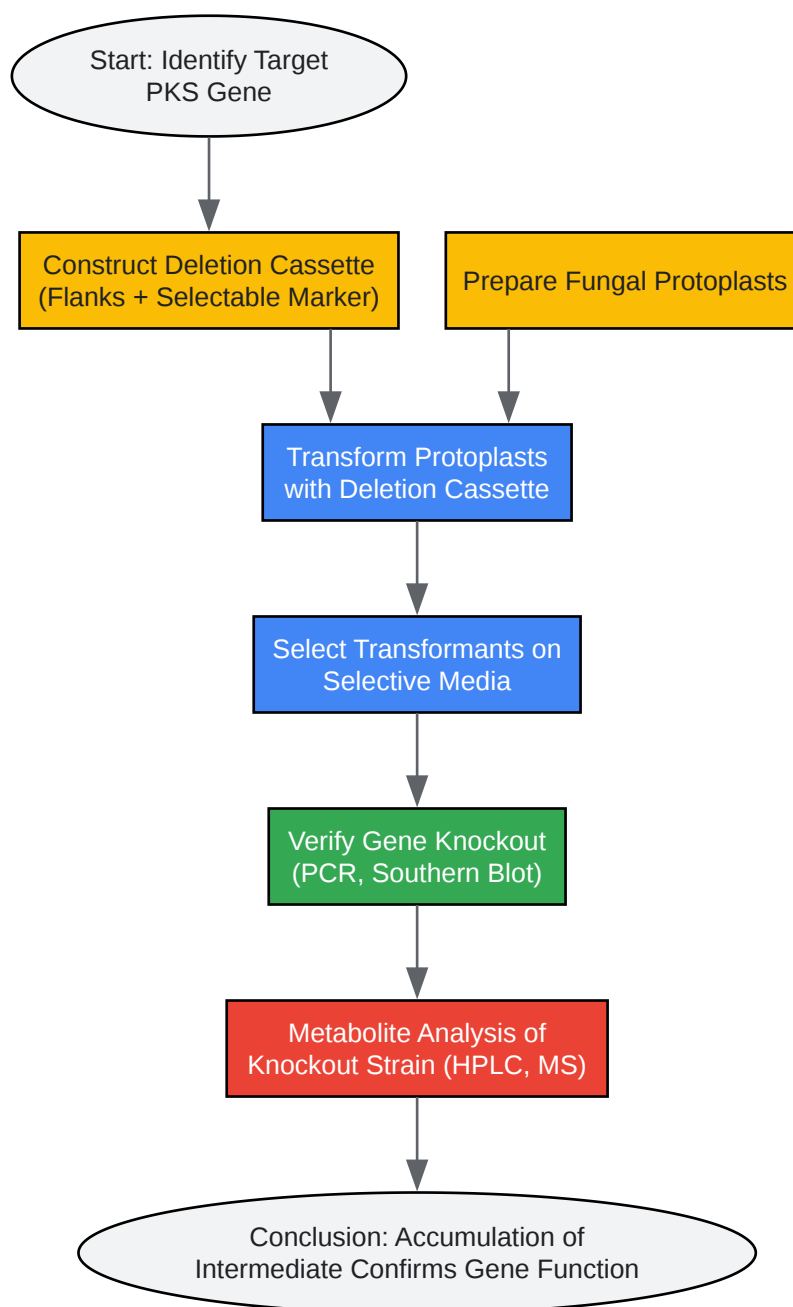 Start: Identify Target
PKS Gene
Construct Deletion Cassette
(Flanks + Selectable Marker)
Prepare Fungal Protoplasts
Transform Protoplasts
with Deletion Cassette
Select Transformants on
Selective Media
Verify Gene Knockout
(PCR, Southern Blot)
Metabolite Analysis of
Knockout Strain (HPLC, MS)
Conclusion: Accumulation of
Intermediate Confirms Gene Function